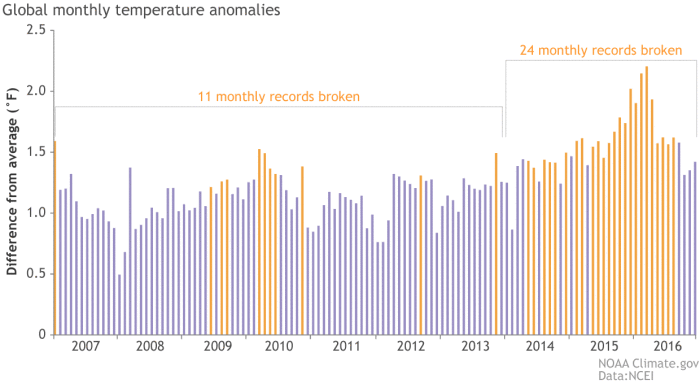 Global monthly temperature anomalies
24 monthly records broken
11 monthly records broken
Difference from average (°F)
2.5
2.0
1.5
1.0
0.5
0
2007 2008 2009 2010 2011 2012 2013 2014 2015 2016
NOAA Climate.gov
Data:NCEI